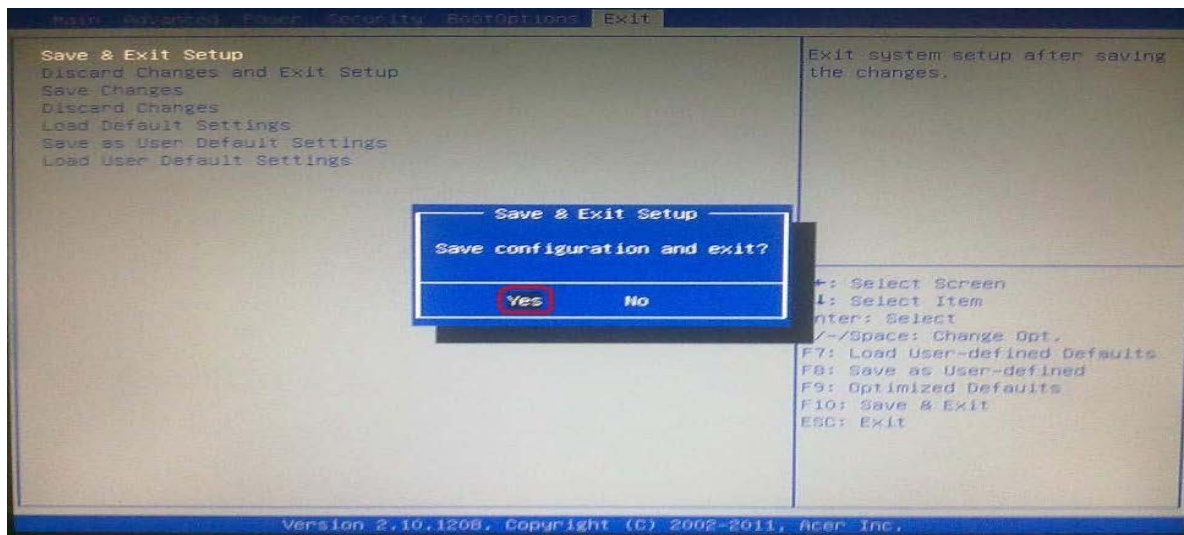 Main Advanced Power Security BootOptions Exit
Save & Exit Setup
Discard Changes and Exit Setup
Save Changes
Discard Changes
Load Default Settings
Save as User Default Settings
Load User Default Settings
Exit system setup after saving
the changes.
Save & Exit Setup
Save configuration and exit?
Yes No
←: Select Screen
↓: Select Item
nter: Select
/-/Space: Change Opt.
F7: Load User-defined Defaults
F8: Save as User-defined
F9: Optimized Defaults
F10: Save & Exit
ESC: Exit
Version 2.10.1208. Copyright (C) 2002-2011, Acer Inc.